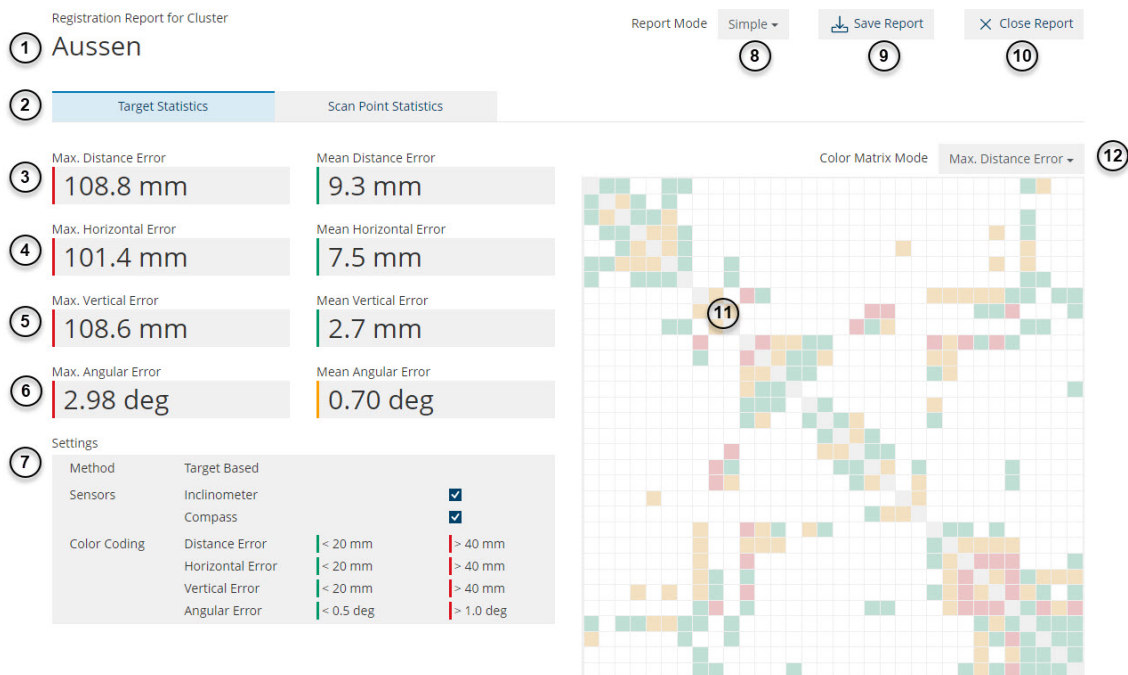 Registration Report for Cluster
Report Mode Simple Save Report Close Report
1 Aussen
8 9 10
2 Target Statistics Scan Point Statistics
Color Matrix Mode Max. Distance Error 12
Max. Distance Error Mean Distance Error
3 108.8 mm 9.3 mm
Max. Horizontal Error Mean Horizontal Error
4 101.4 mm 7.5 mm
Max. Vertical Error Mean Vertical Error
5 108.6 mm 2.7 mm
11
Max. Angular Error Mean Angular Error
6 2.98 deg 0.70 deg
Settings
7 Method Target Based
Sensors Inclinometer
Compass
Color Coding Distance Error < 20 mm > 40 mm
Horizontal Error < 20 mm > 40 mm
Vertical Error < 20 mm > 40 mm
Angular Error < 0.5 deg > 1.0 deg